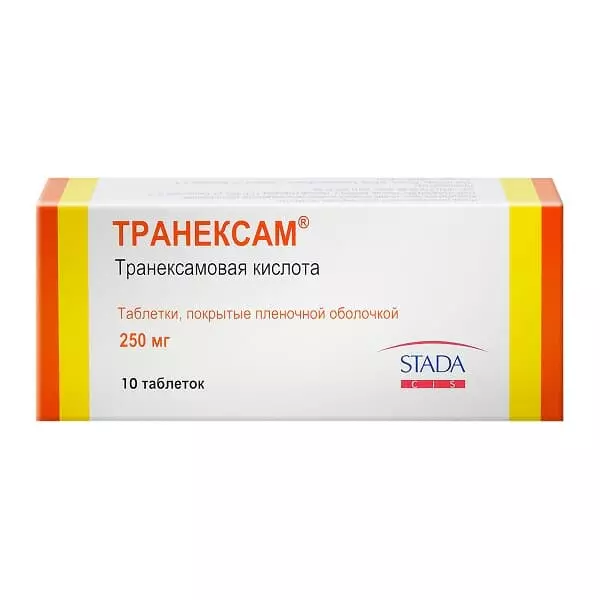 ТРАНЕКСАМ®
Транексамовая кислота
Таблетки, покрытые пленочной оболочкой
250 мг
10 таблеток
STADA
CIS